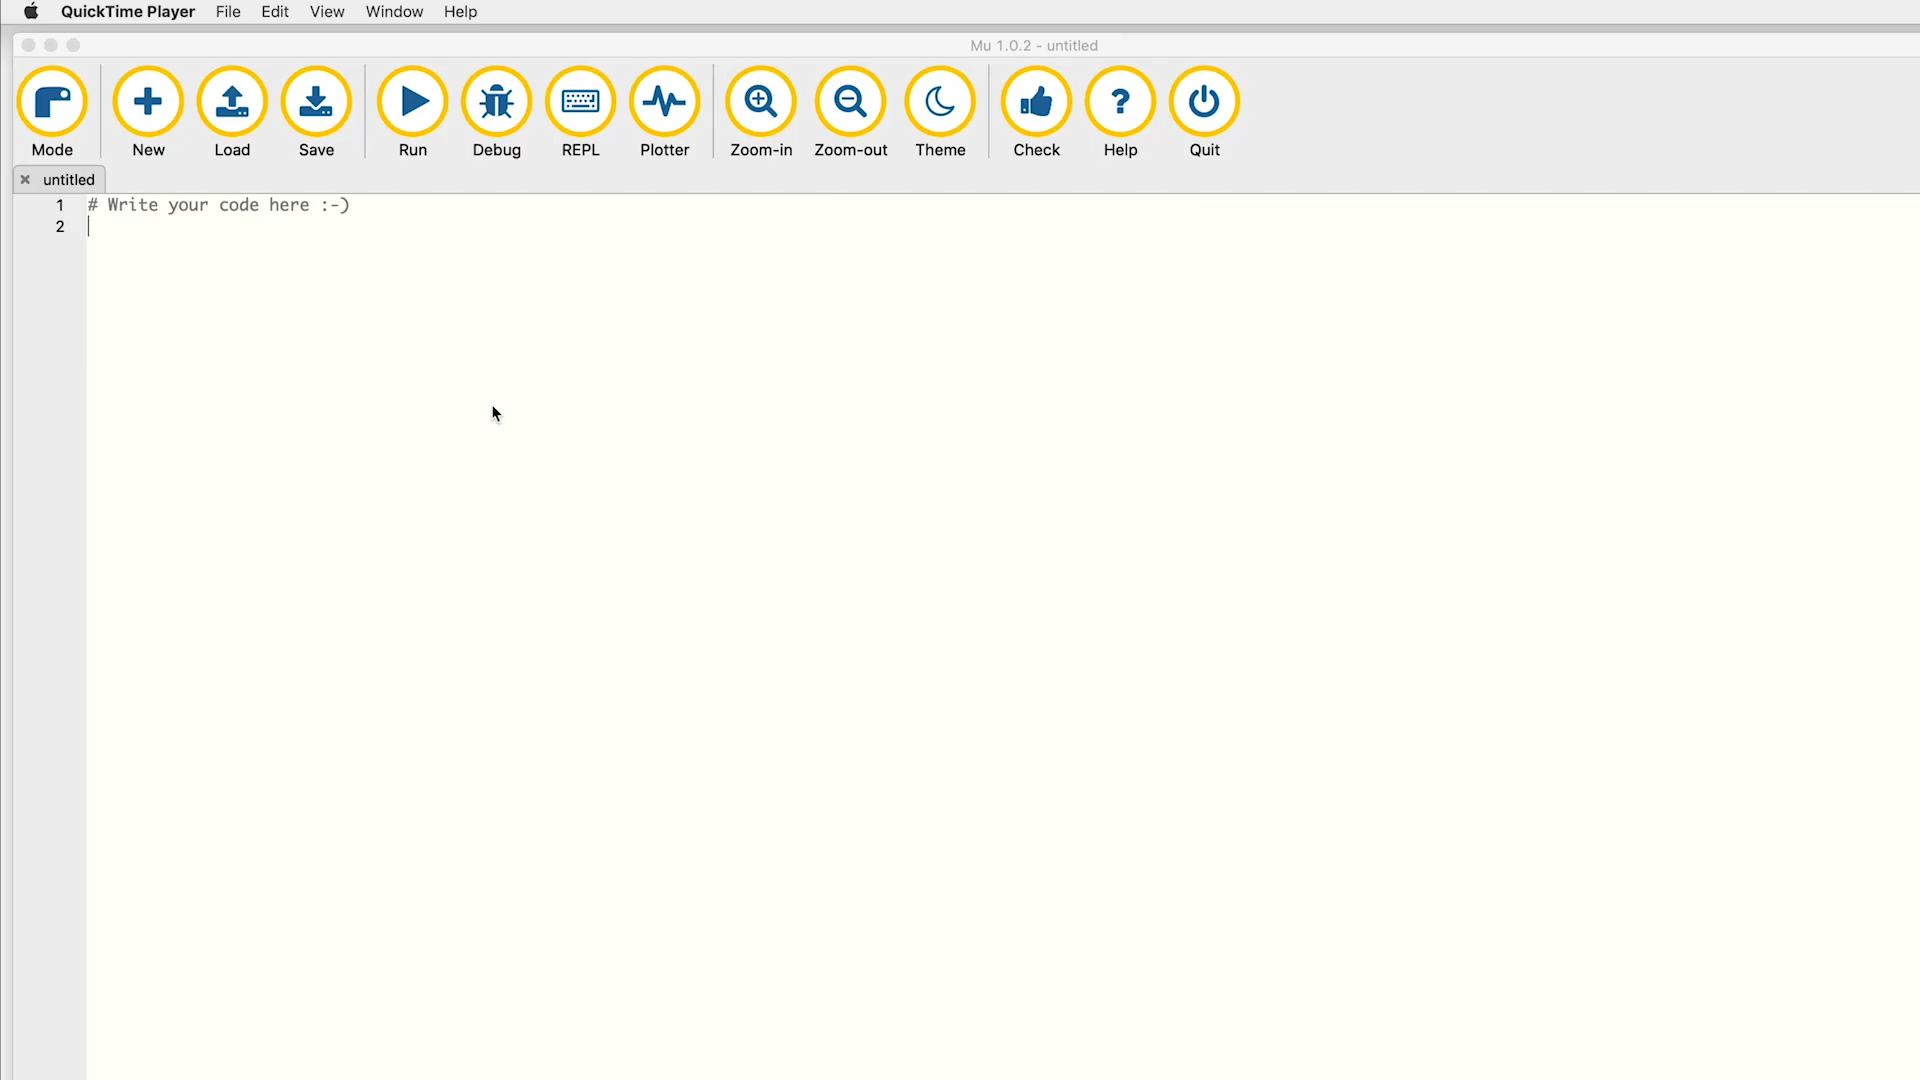 QuickTime Player File Edit View Window Help
Mu 1.0.2 - untitled
Mode New Load Save Run Debug REPL Plotter Zoom-in Zoom-out Theme Check Help Quit
untitled
1 # Write your code here :-)
2